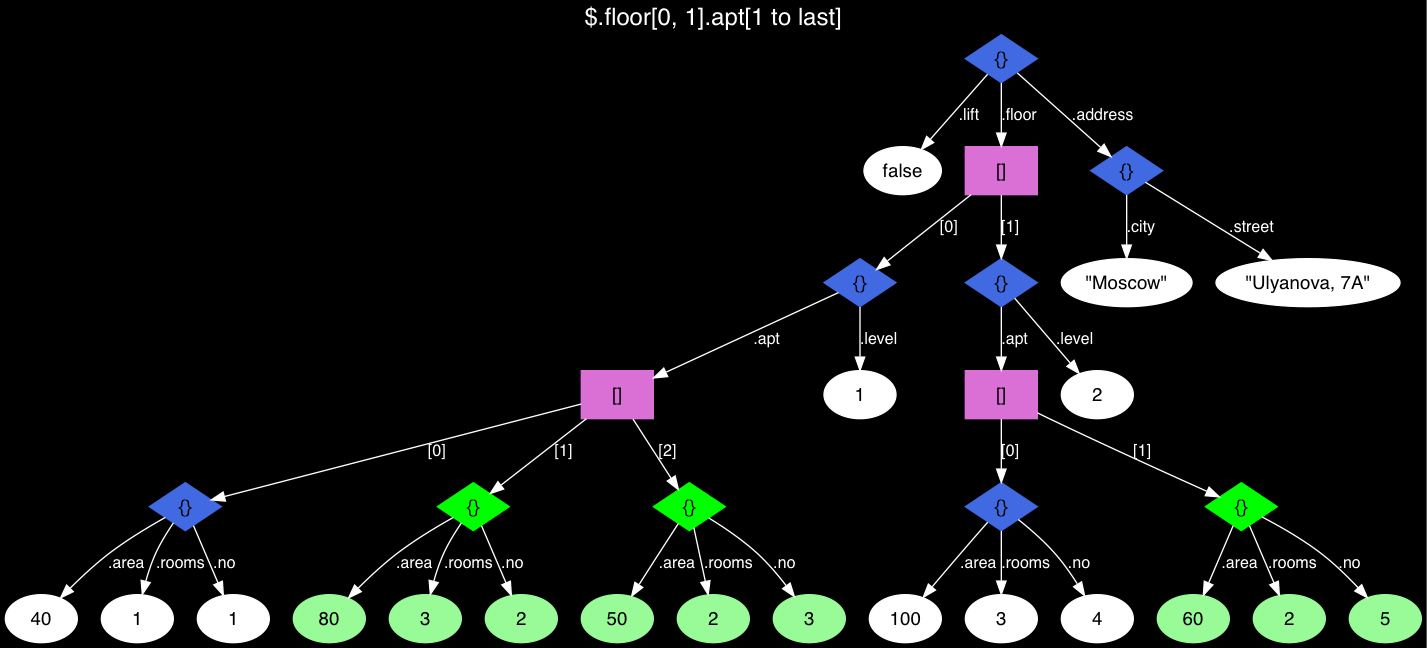 $.floor[0, 1].apt[1 to last]
{}
.lift .floor .address
false [] {}
[0] [1] .city .street
{} {} "Moscow" "Ulyanova, 7A"
.apt .level .apt .level
[] 1 [] 2
[0] [1] [2] [0] [1]
{} {} {} {} {}
.area .rooms .no .area .rooms .no .area .rooms .no .area .rooms .no .area .rooms .no
40 1 1 80 3 2 50 2 3 100 3 4 60 2 5